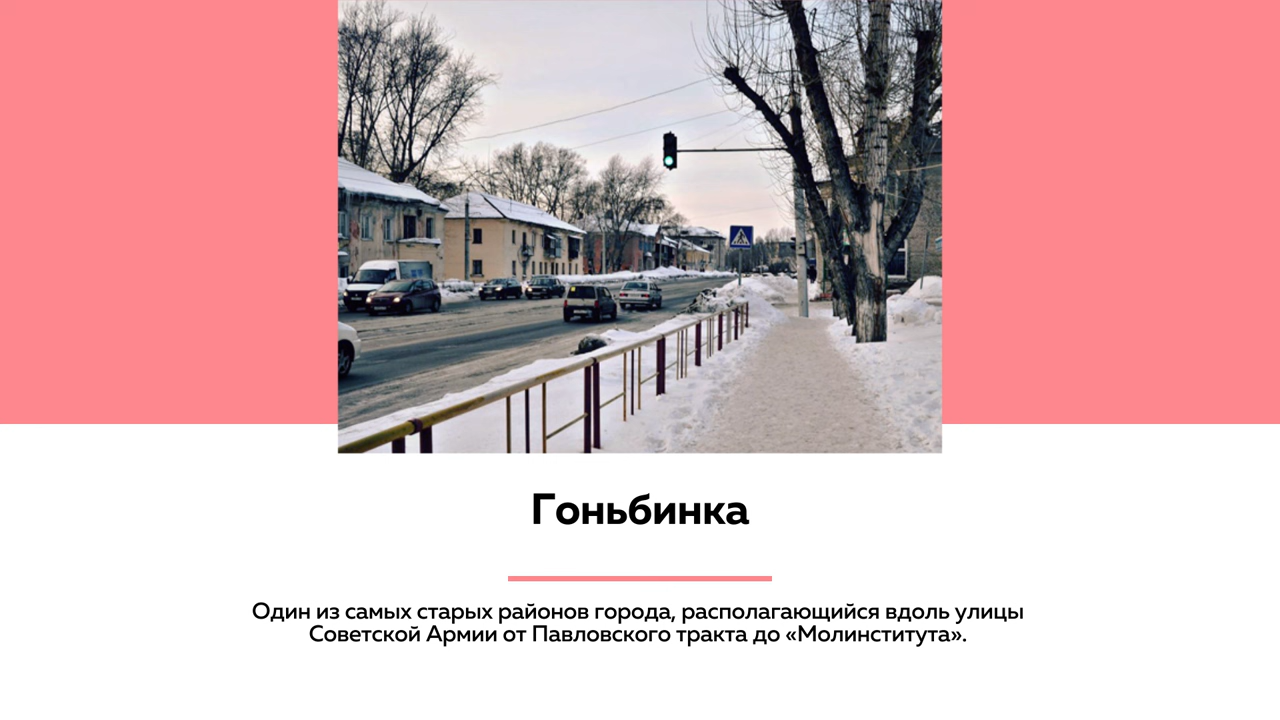 Гоньбинка
Один из самых старых районов города, располагающийся вдоль улицы
Советской Армии от Павловского тракта до «Молинститута».